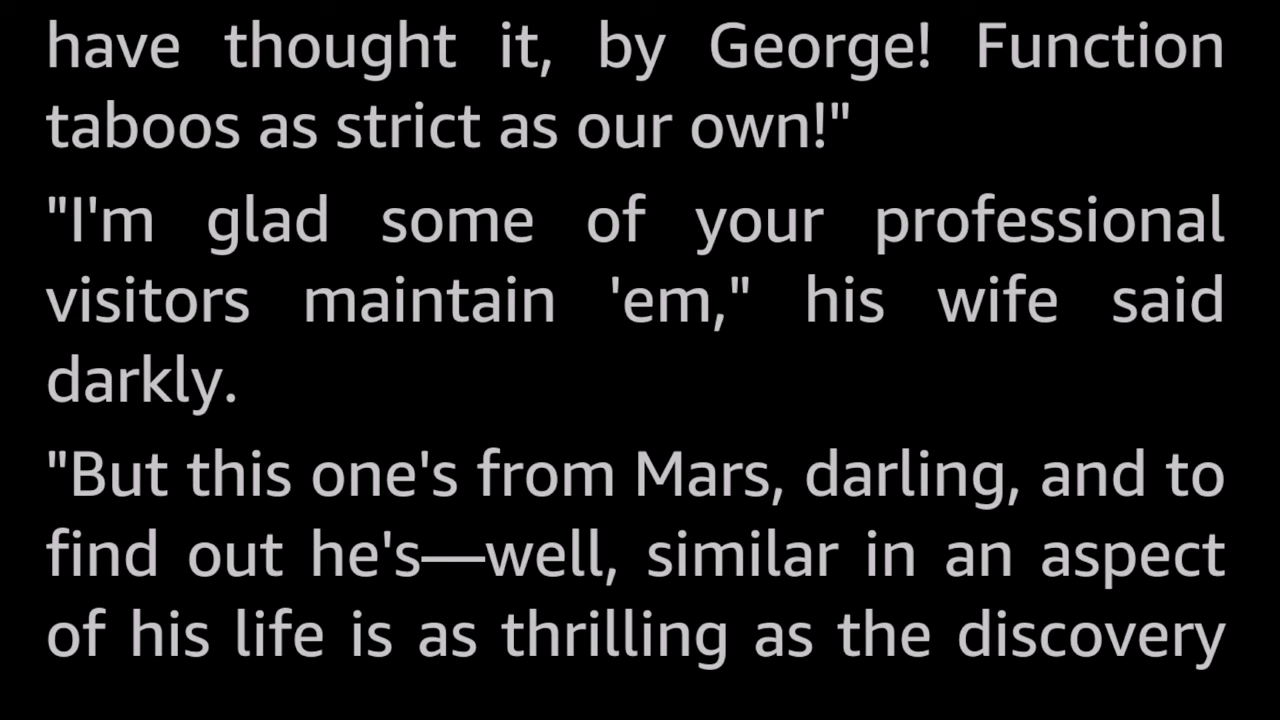 have thought it, by George! Function
taboos as strict as our own!"
"I'm glad some of your professional
visitors maintain 'em," his wife said
darkly.
"But this one's from Mars, darling, and to
find out he's—well, similar in an aspect
of his life is as thrilling as the discovery